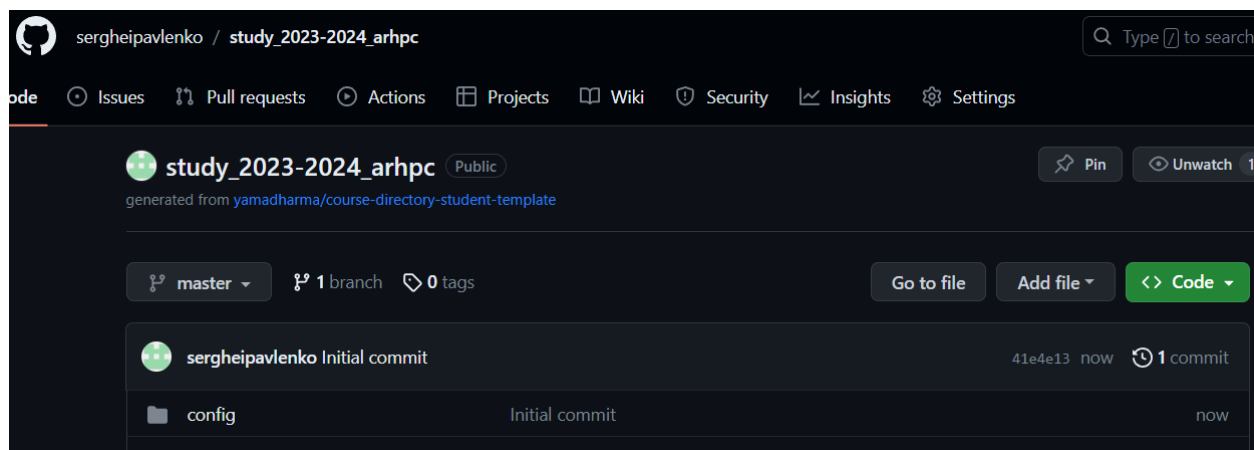 sergheipavlenko / study_2023-2024_arhpc
Type / to search
ode Issues Pull requests Actions Projects Wiki Security Insights Settings
study_2023-2024_arhpc Public
Pin Unwatch 1
generated from yamadharma/course-directory-student-template
master 1 branch 0 tags Go to file Add file <> Code
sergheipavlenko Initial commit 41e4e13 now 1 commit
config Initial commit now